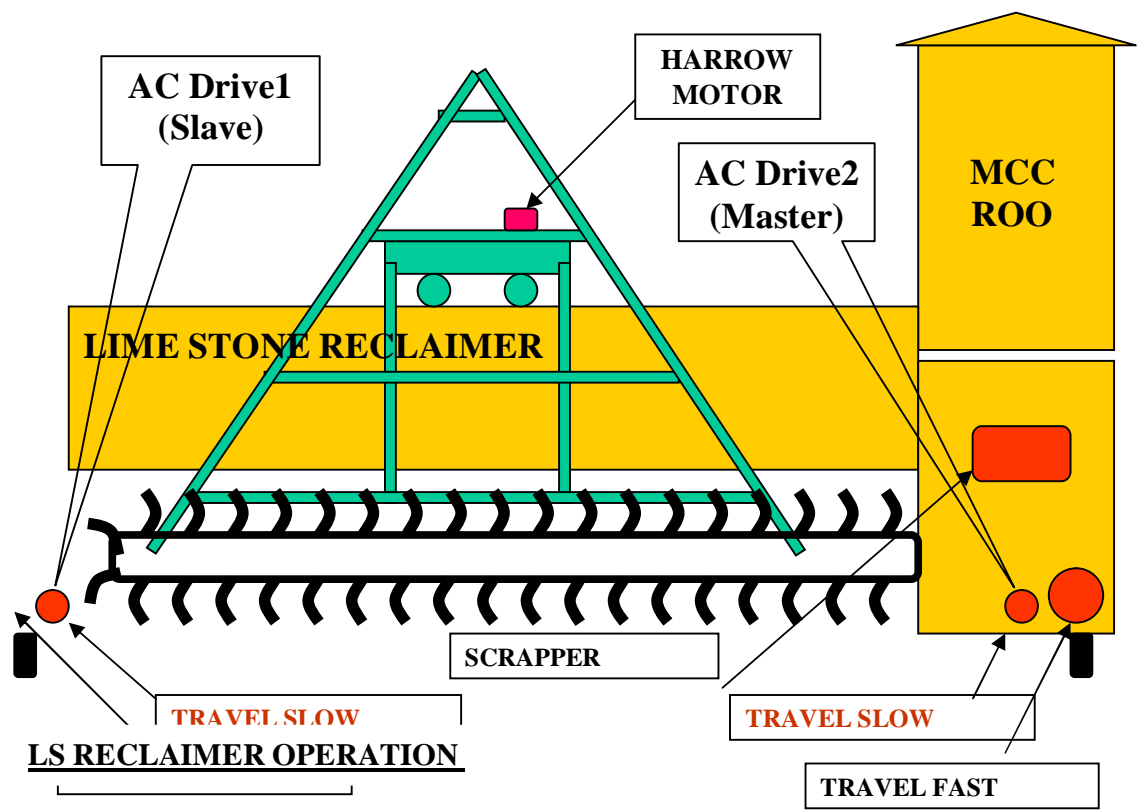 AC Drive1
(Slave)
HARROW
MOTOR
AC Drive2
(Master)
MCC
ROO
LIME STONE RECLAIMER
SCRAPPER
TRAVEL SLOW
TRAVEL SLOW
LS RECLAIMER OPERATION
TRAVEL FAST